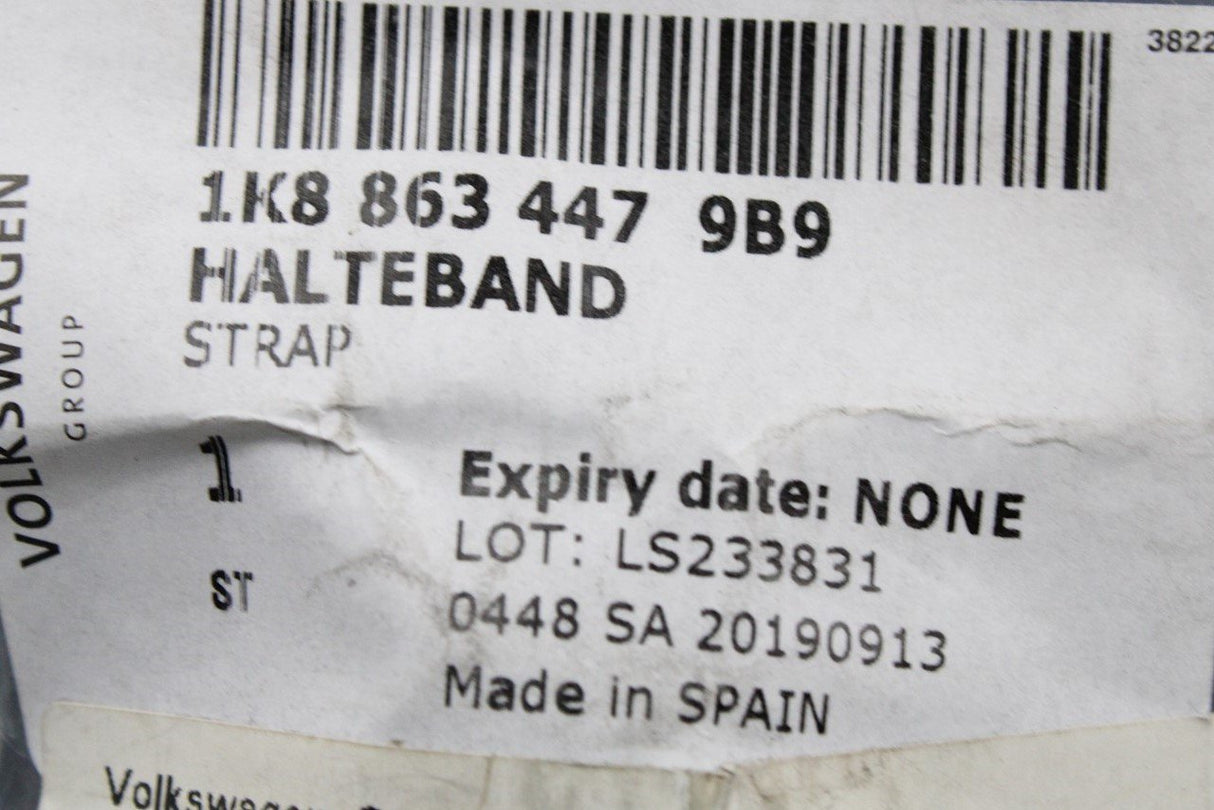 3822
1K8 863 447 9B9
HALTEBAND
STRAP
VOLKSWAGEN
GROUP
1
ST
Expiry date: NONE
LOT: LS233831
0448 SA 20190913
Made in SPAIN
Volkswagen